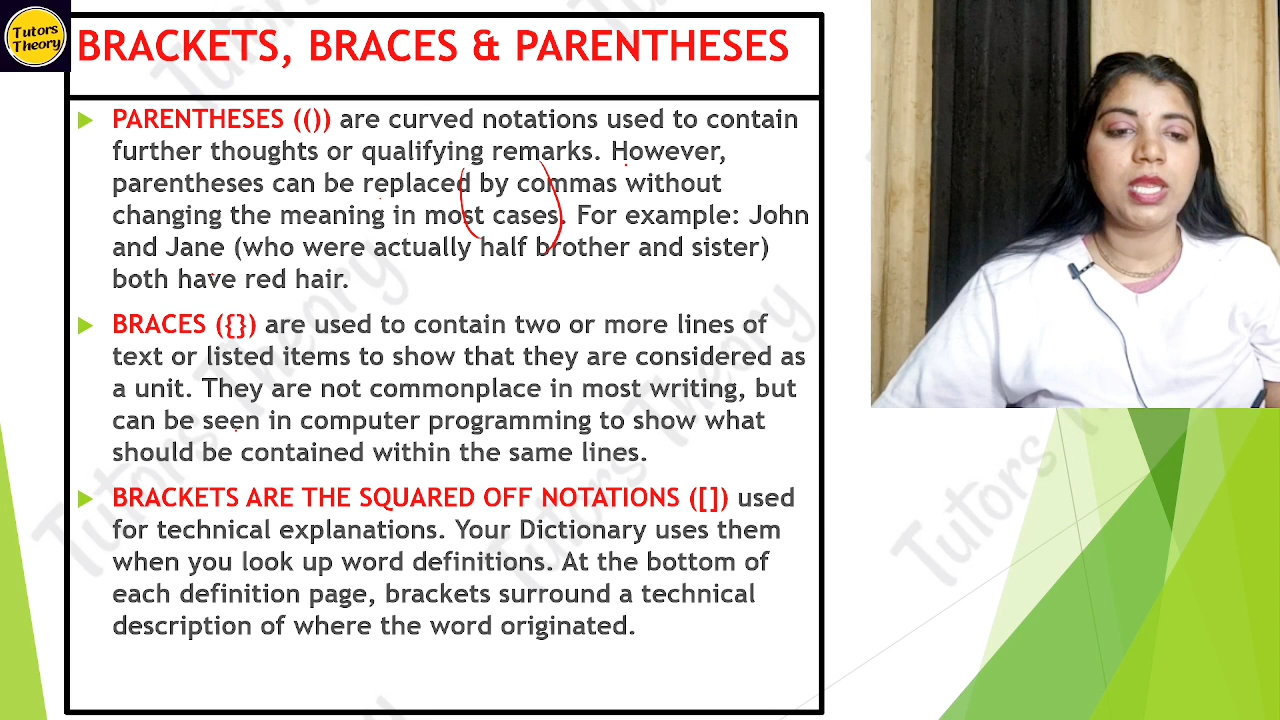 Tutors
Theory
BRACKETS, BRACES & PARENTHESES
PARENTHESES (()) are curved notations used to contain
further thoughts or qualifying remarks. However,
parentheses can be replaced by commas without
changing the meaning in most cases. For example: John
and Jane (who were actually half brother and sister)
both have red hair.
BRACES ({}) are used to contain two or more lines of
text or listed items to show that they are considered as
a unit. They are not commonplace in most writing, but
can be seen in computer programming to show what
should be contained within the same lines.
BRACKETS ARE THE SQUARED OFF NOTATIONS ([]) used
for technical explanations. Your Dictionary uses them
when you look up word definitions. At the bottom of
each definition page, brackets surround a technical
description of where the word originated.
Tutors Theory
Tutors Theory
Tutors Theory